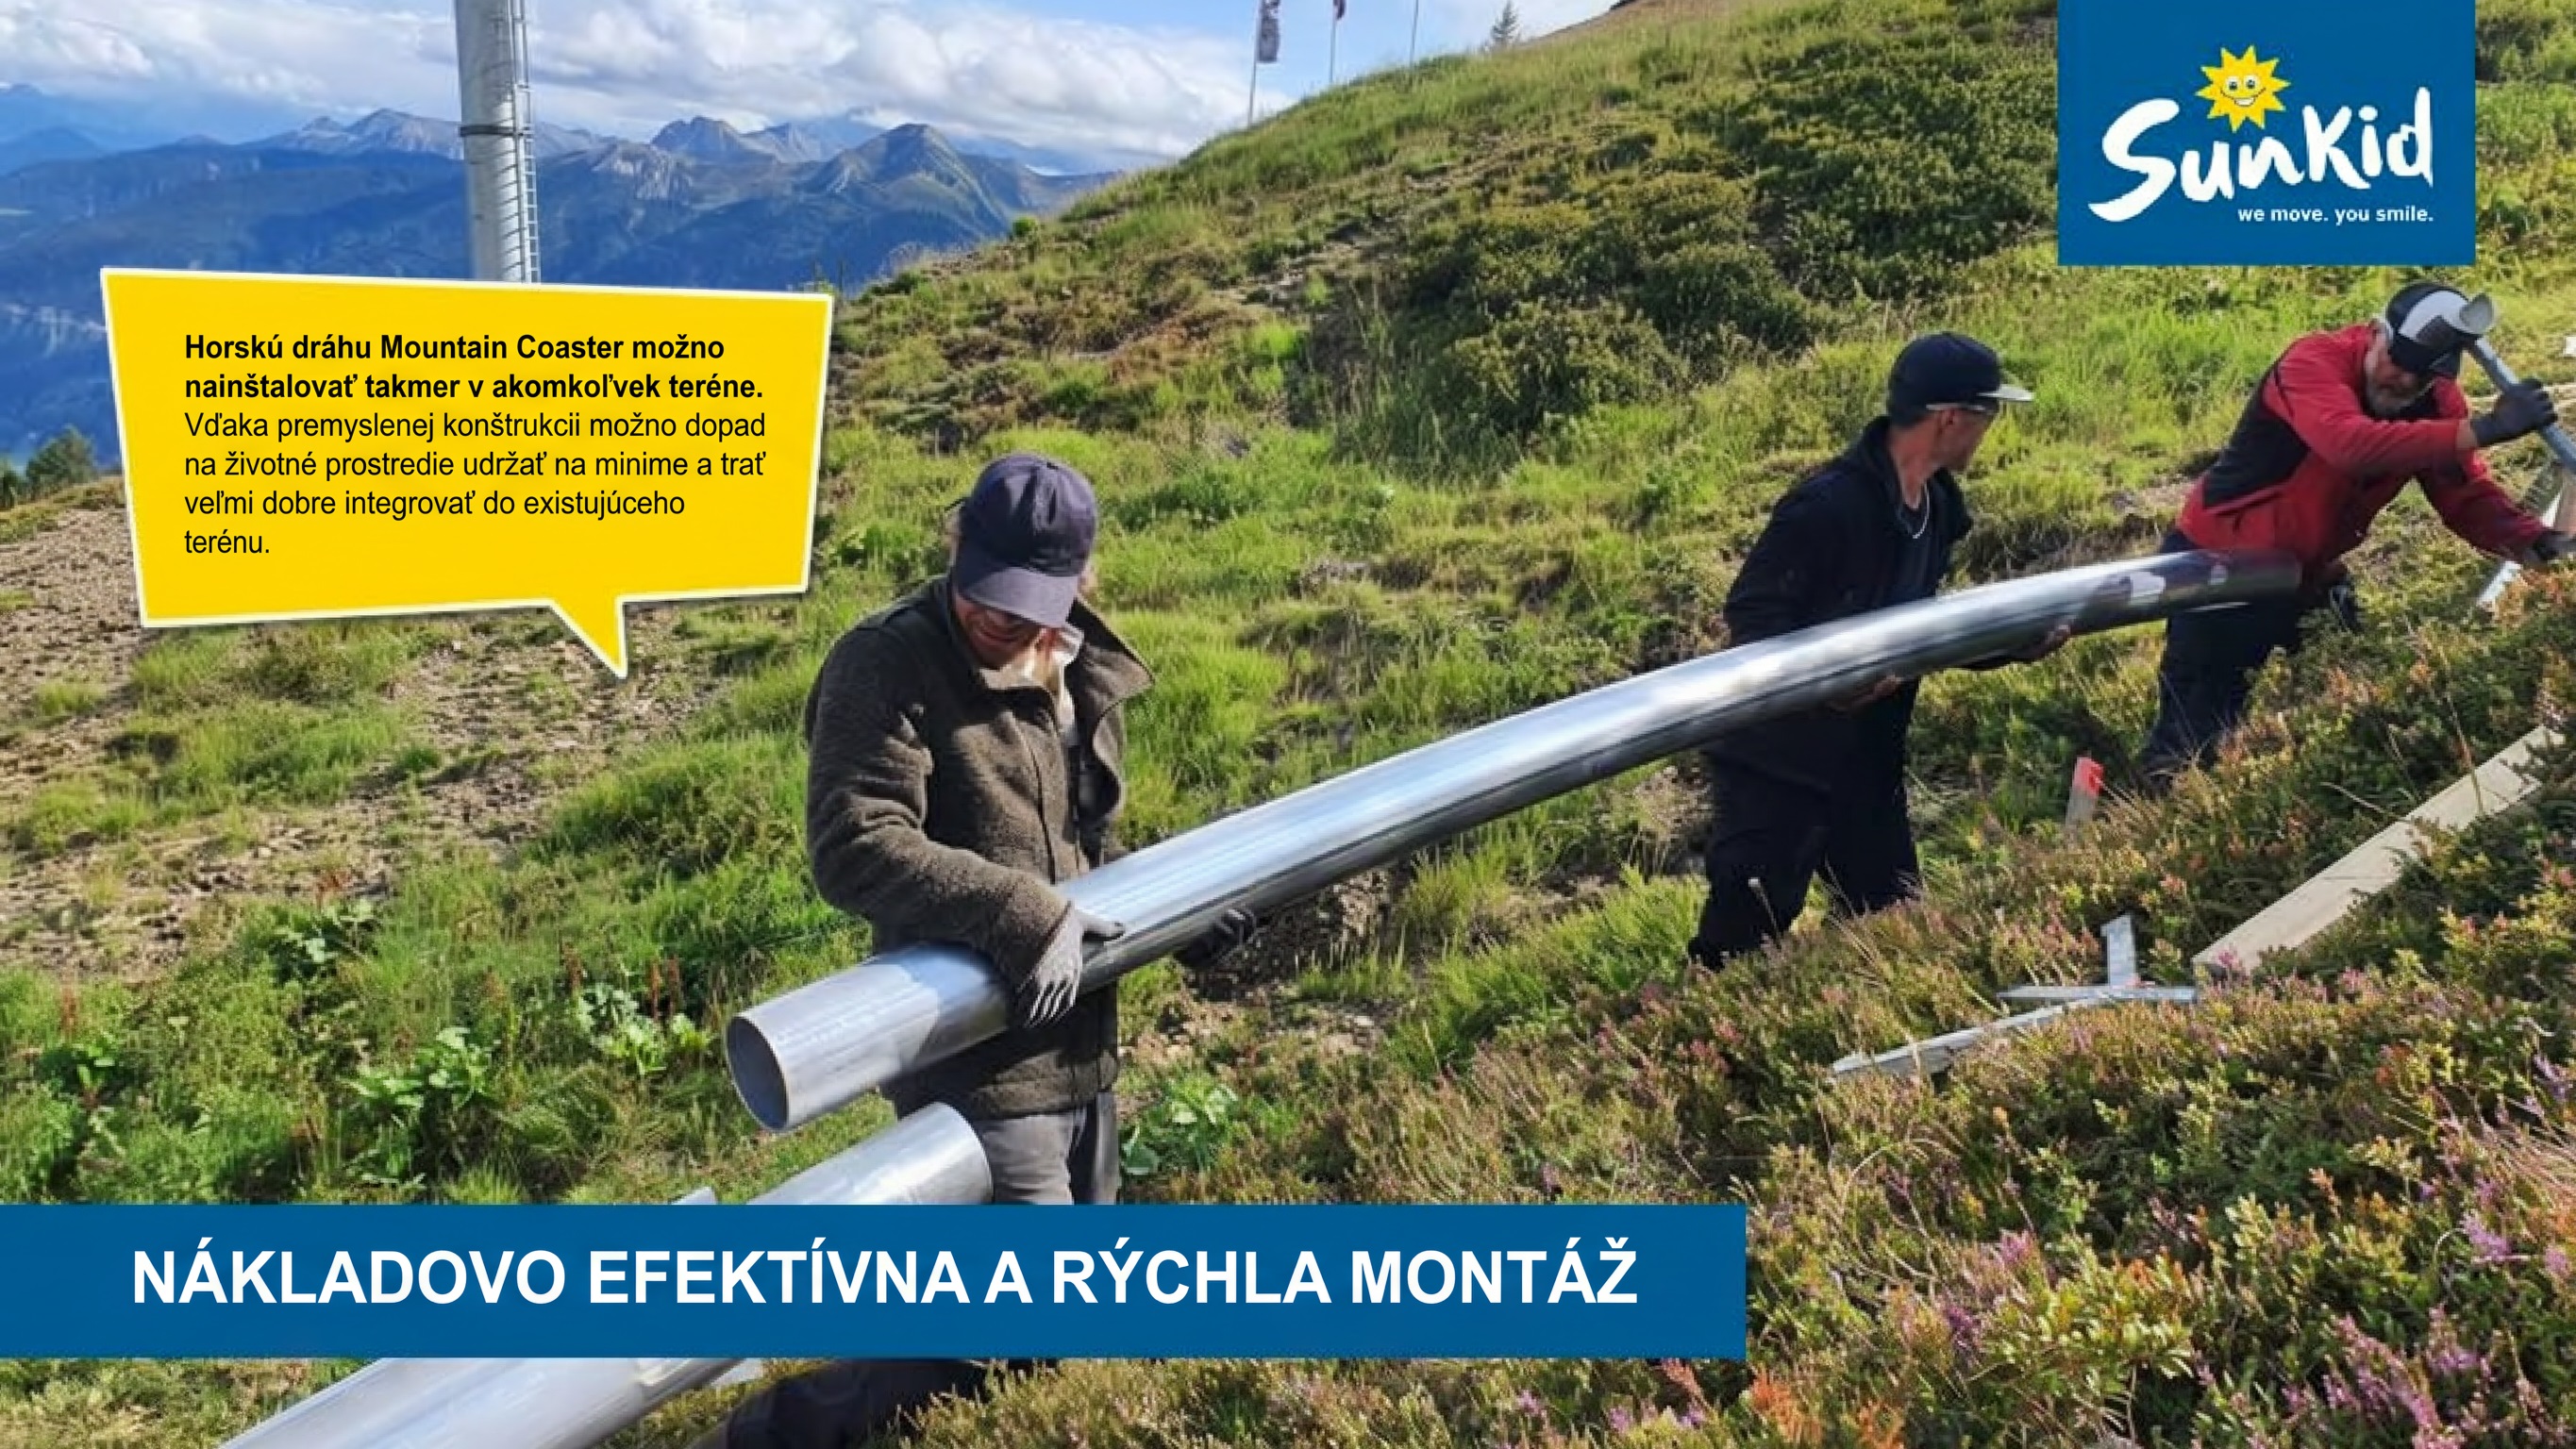 SunKid
we move. you smile.
Horskú dráhu Mountain Coaster možno
nainštalovať takmer v akomkoľvek teréne.
Vďaka premyslenej konštrukcii možno dopad
na životné prostredie udržať na minime a trať
veľmi dobre integrovať do existujúceho
terénu.
NÁKLADOVO EFEKTÍVNA A RÝCHLA MONTÁŽ